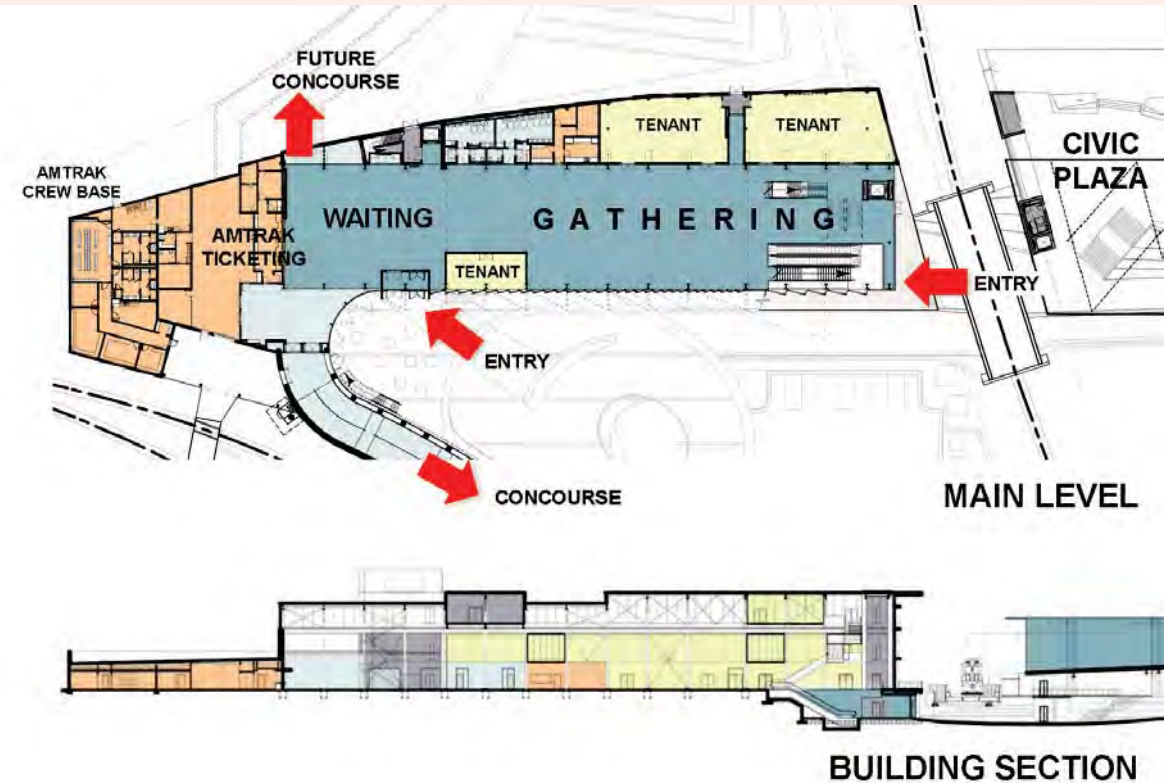 FUTURE
CONCOURSE
TENANT
TENANT
CIVIC
PLAZA
AMTRAK
CREW BASE
WAITING
GATHERING
AMTRAK
TICKETING
TENANT
ENTRY
ENTRY
CONCOURSE
MAIN LEVEL
BUILDING SECTION